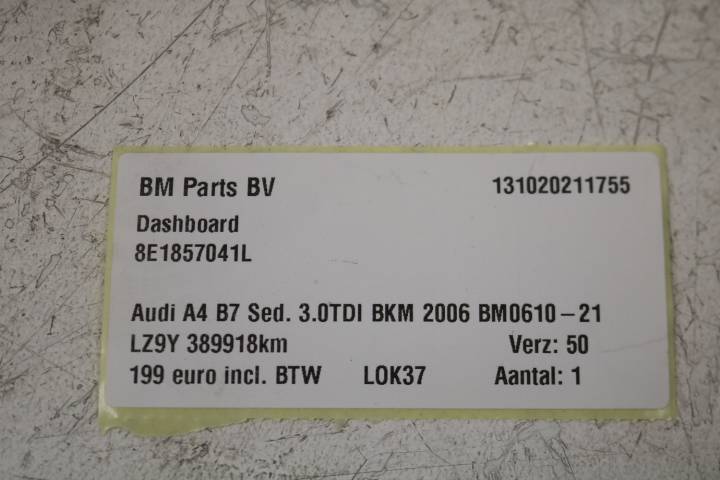 BM Parts BV 131020211755
Dashboard
8E1857041L
Audi A4 B7 Sed. 3.0TDI BKM 2006 BM0610-21
LZ9Y 389918km Verz: 50
199 euro incl. BTW LOK37 Aantal: 1